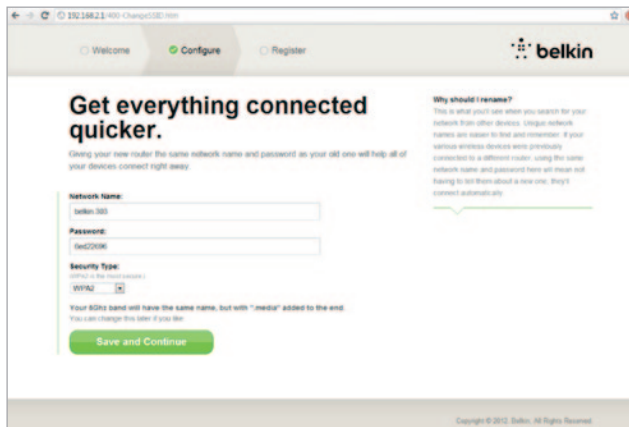 192.168.2.1/400-ChangeSSID.htm
Welcome
Configure
Register
belkin
Get everything connected
quicker.
Giving your new router the same network name and password as your old one will help all of
your devices connect right away.
Network Name:
belkin.393
Password:
6ed22696
Security Type:
(WPA2 is the most secure.)
WPA2
Your 5Ghz band will have the same name, but with ".media" added to the end.
You can change this later if you like.
Save and Continue
Why should I rename?
This is what you'll see when you search for your
network from other devices. Unique network
names are easier to find and remember. If your
various wireless devices were previously
connected to a different router, using the same
network name and password here will mean not
having to tell them about a new one, they'll
connect automatically.
Copyright © 2012. Belkin, All Rights Reserved.